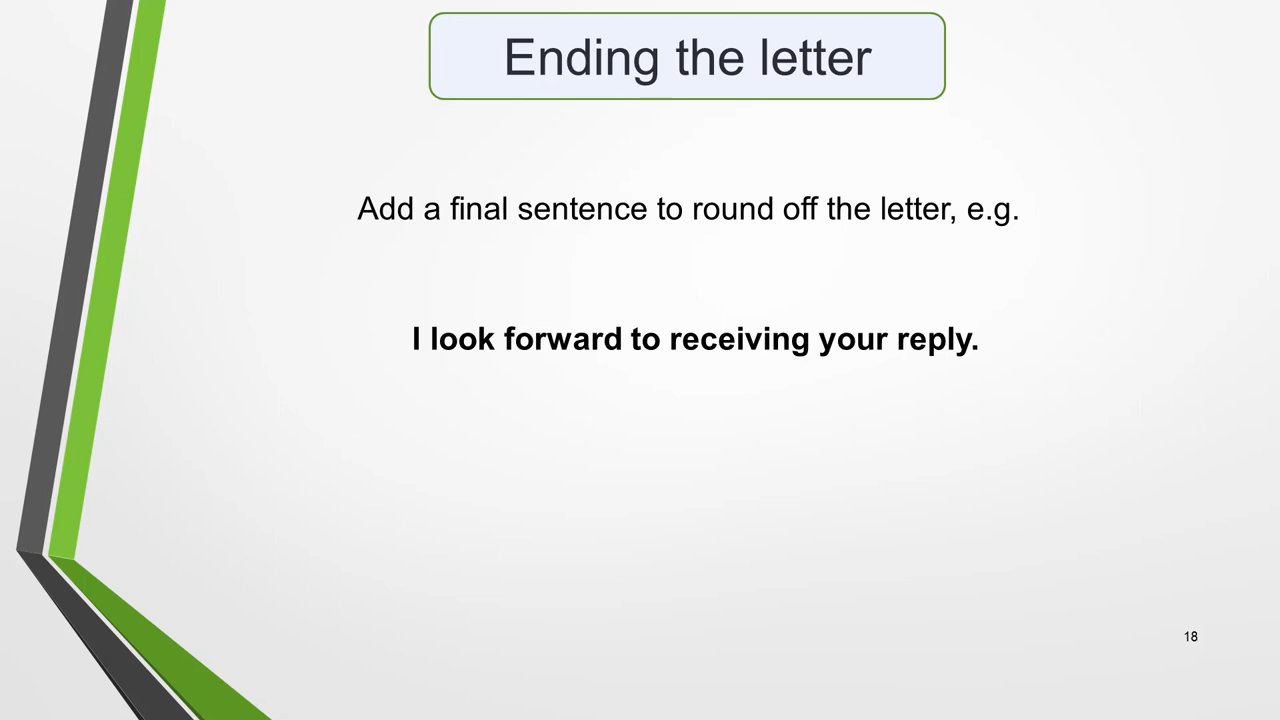 Ending the letter
Add a final sentence to round off the letter, e.g.
I look forward to receiving your reply.
18